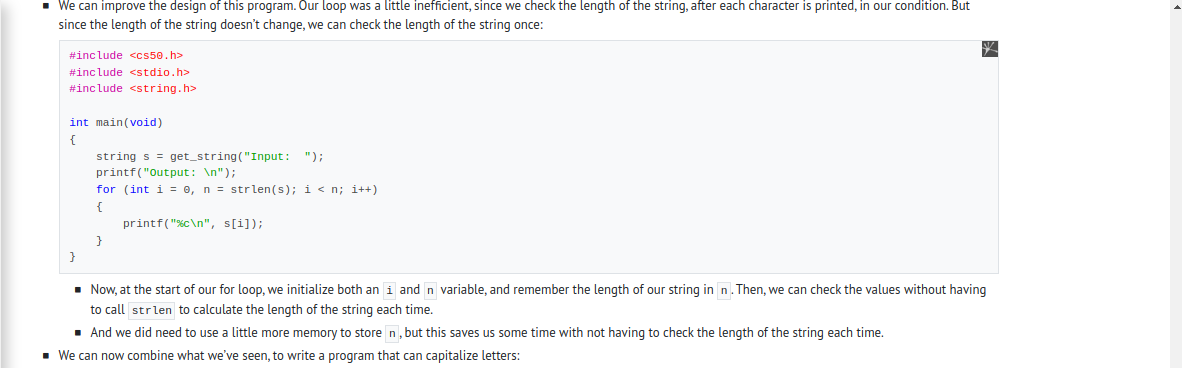 ▪ We can improve the design of this program. Our loop was a little inefficient, since we check the length of the string, after each character is printed, in our condition. But
since the length of the string doesn't change, we can check the length of the string once:
#include <cs50.h>
#include <stdio.h>
#include <string.h>

int main(void)
{
    string s = get_string("Input:  ");
    printf("Output: \n");
    for (int i = 0, n = strlen(s); i < n; i++)
    {
        printf("%c\n", s[i]);
    }
}
▪ Now, at the start of our for loop, we initialize both an i and n variable, and remember the length of our string in n. Then, we can check the values without having
to call strlen to calculate the length of the string each time.
▪ And we did need to use a little more memory to store n, but this saves us some time with not having to check the length of the string each time.
▪ We can now combine what we've seen, to write a program that can capitalize letters: